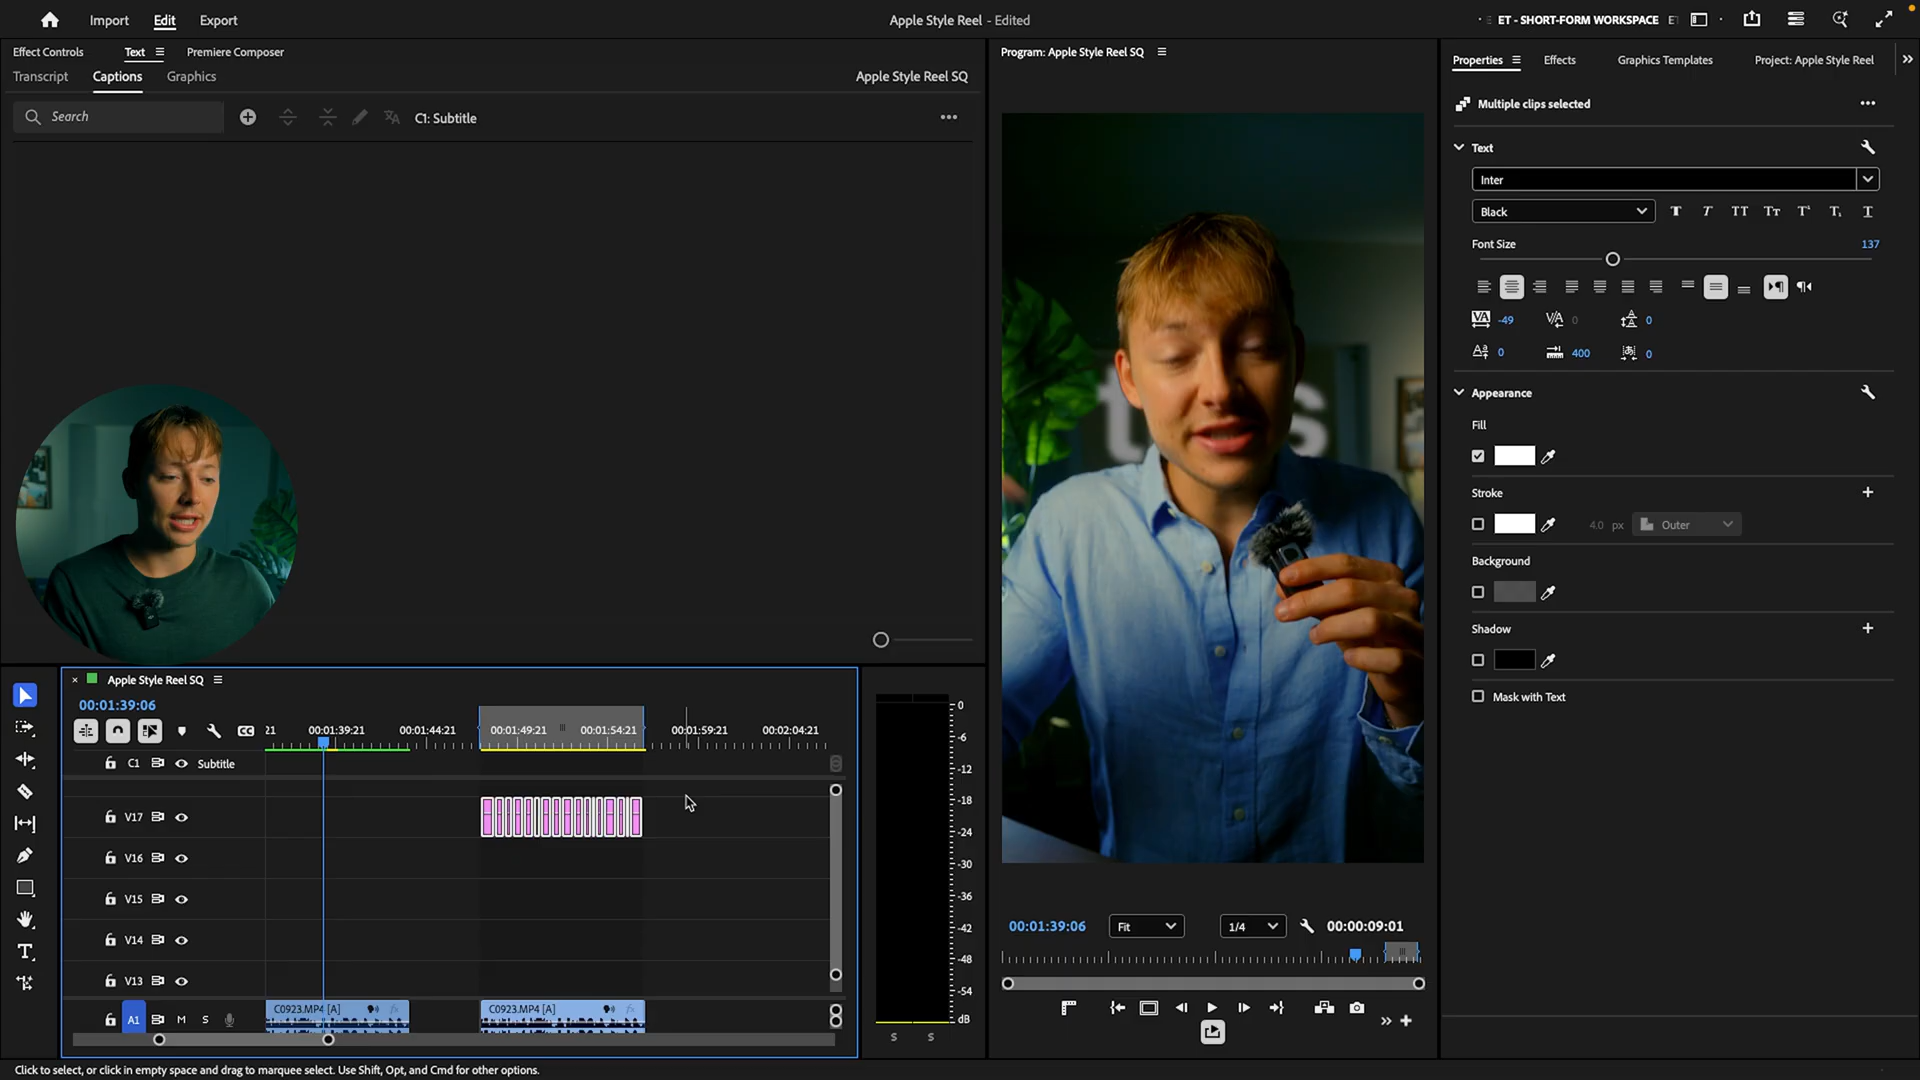 Import Edit Export
Apple Style Reel - Edited
ET - SHORT-FORM WORKSPACE
Effect Controls Text Premiere Composer
Transcript Captions Graphics
Apple Style Reel SQ
Search
C1: Subtitle
Program: Apple Style Reel SQ
Properties Effects Graphics Templates Project: Apple Style Reel
Multiple clips selected
Text
Inter
Black
Font Size 137
-49 0 0
0 400 0
Appearance
Fill
Stroke
4.0 px Outer
Background
Shadow
Mask with Text
Apple Style Reel SQ
00:01:39:06
21 00:01:39:21 00:01:44:21 00:01:49:21 00:01:54:21 00:01:59:21 00:02:04:21
C1 Subtitle
V17
V16
V15
V14
V13
A1 M S
C0923.MP4 [A] C0923.MP4 [A]
0
-6
-12
-18
-24
-30
-36
-42
-48
-54
dB
S S
00:01:39:06 Fit 1/4 00:00:09:01
Click to select, or click in empty space and drag to marquee select. Use Shift, Opt, and Cmd for other options.